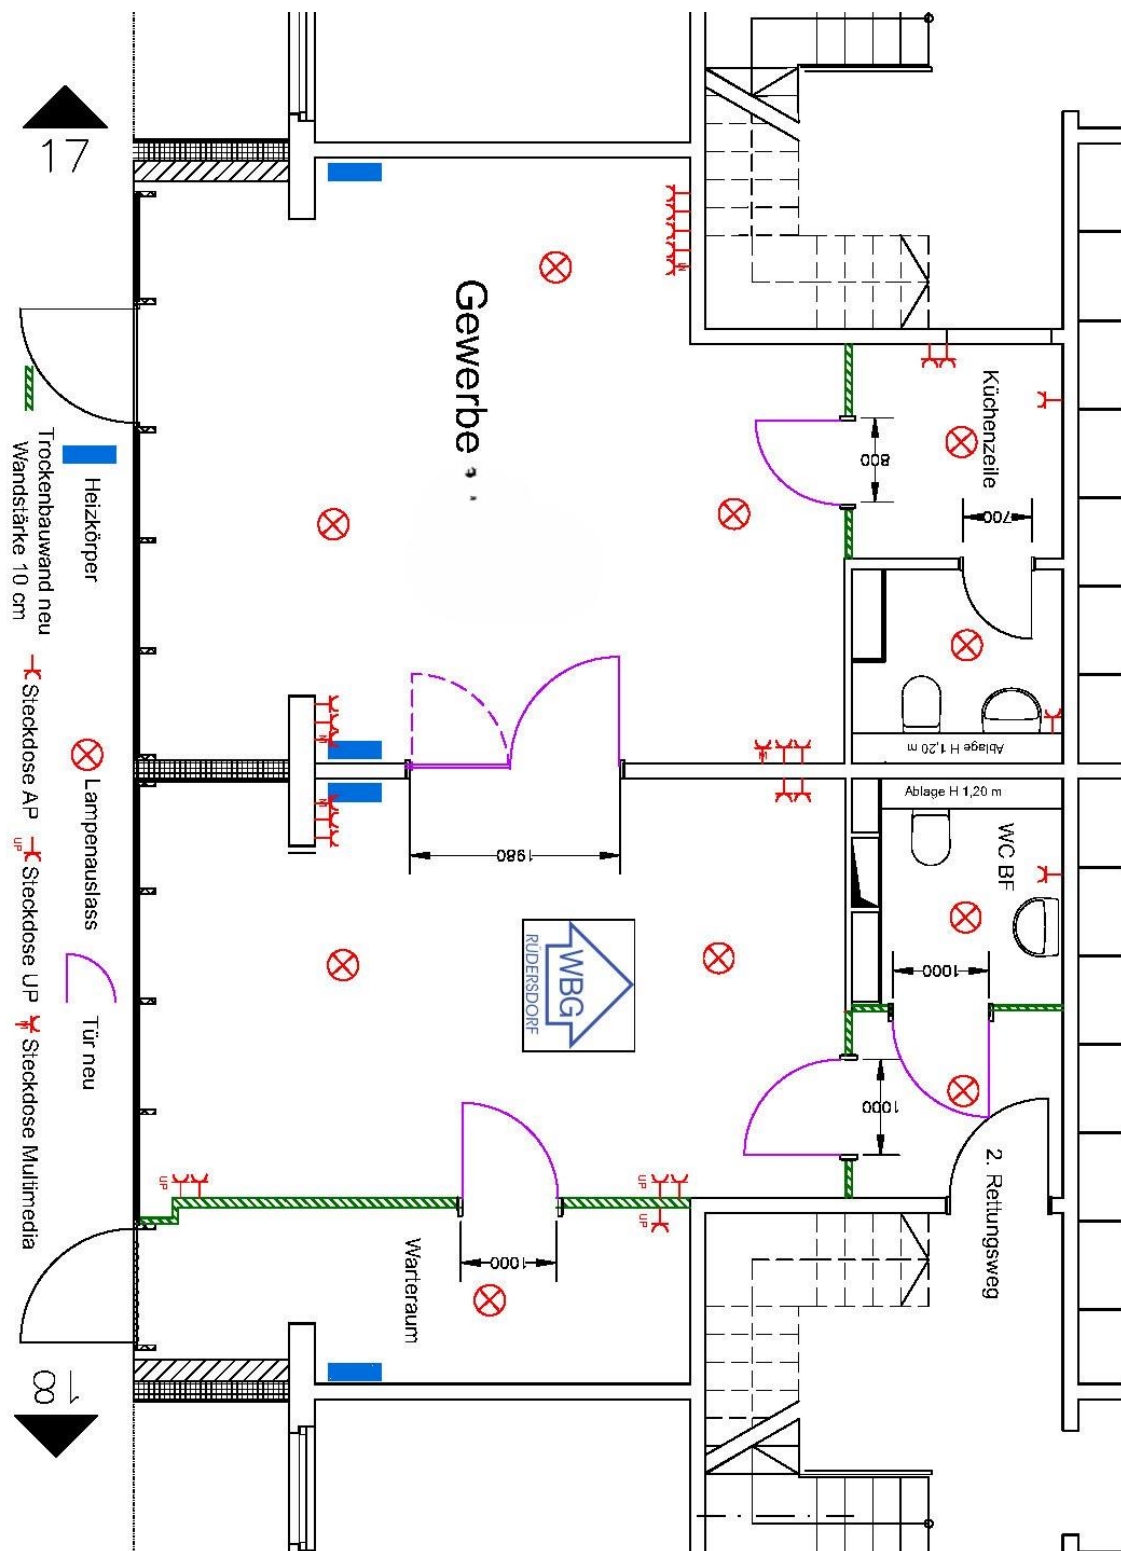 17
Gewerbe
Küchenzeile
800
700
Ablage H 1,20 m
Ablage H 1,20 m
WC BF
1980
1000
WBG
RÜDERSDORF
1000
2. Rettungsweg
1000
Warteraum
UP
UP
UP
M
M
M
18
Heizkörper
Lampenauslass
Tür neu
Trockenbauwand neu
Wandstärke 10 cm
Steckdose AP
UP
Steckdose UP
M
Steckdose Multimedia